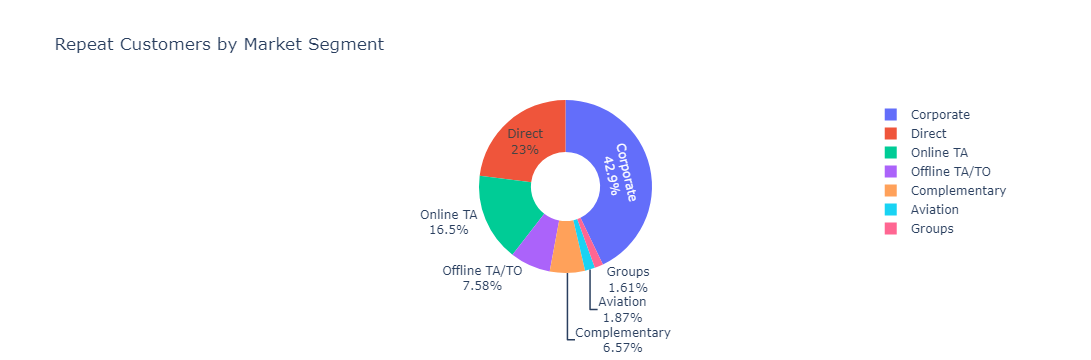 Repeat Customers by Market Segment
Direct
23%
Corporate
42.9%
Online TA
16.5%
Offline TA/TO
7.58%
Groups
1.61%
Aviation
1.87%
Complementary
6.57%
Corporate
Direct
Online TA
Offline TA/TO
Complementary
Aviation
Groups